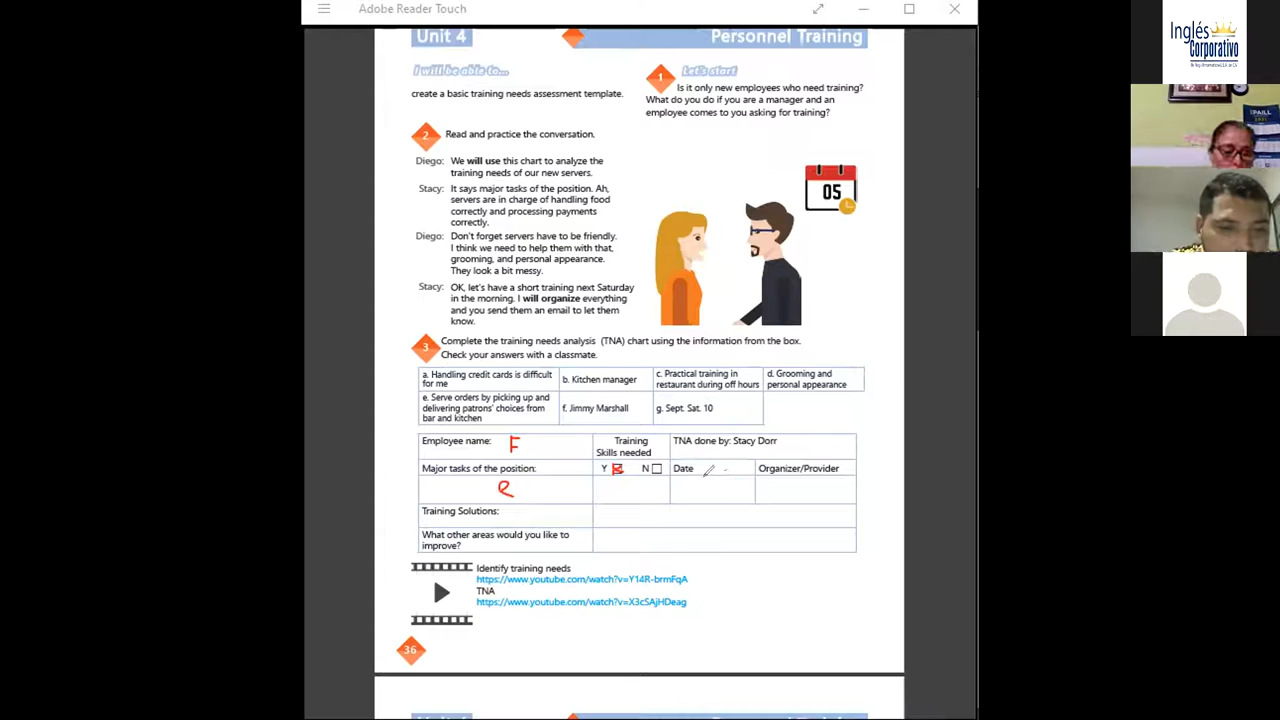 Adobe Reader Touch
Unit 4
Personnel Training
I will be able to...
create a basic training needs assessment template.
1
Let's start
Is it only new employees who need training?
What do you do if you are a manager and an
employee comes to you asking for training?
2
Read and practice the conversation.
Diego: We will use this chart to analyze the
training needs of our new servers.
Stacy: It says major tasks of the position. Ah,
servers are in charge of handling food
correctly and processing payments
correctly.
Diego: Don't forget servers have to be friendly.
I think we need to help them with that,
grooming, and personal appearance.
They look a bit messy.
Stacy: OK, let's have a short training next Saturday
in the morning. I will organize everything
and you send them an email to let them
know.
05
3
Complete the training needs analysis (TNA) chart using the information from the box.
Check your answers with a classmate.
a. Handling credit cards is difficult
for me
b. Kitchen manager
c. Practical training in
restaurant during off hours
d. Grooming and
personal appearance
e. Serve orders by picking up and
delivering patrons' choices from
bar and kitchen
f. Jimmy Marshall
g. Sept. Sat. 10
Employee name: F
Training
Skills needed
TNA done by: Stacy Dorr
Major tasks of the position:
Y N
Date
Organizer/Provider
Training Solutions:
What other areas would you like to
improve?
Identify training needs
https://www.youtube.com/watch?v=Y14R-brmFqA
TNA
https://www.youtube.com/watch?v=X3cSAjHDeag
36
Inglés
Corporativo